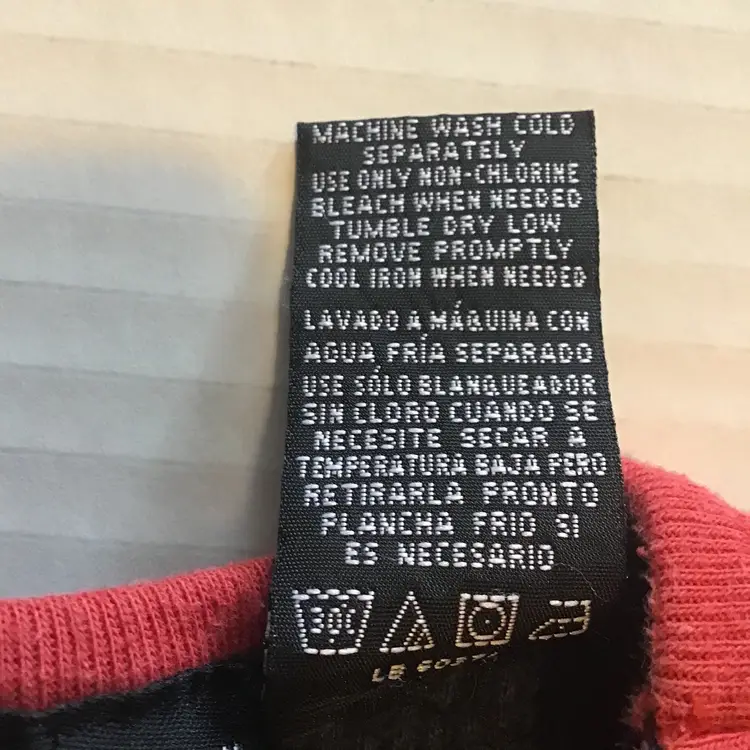 MACHINE WASH COLD
SEPARATELY
USE ONLY NON-CHLORINE
BLEACH WHEN NEEDED
TUMBLE DRY LOW
REMOVE PROMPTLY
COOL IRON WHEN NEEDED
LAVADO A MÁQUINA CON
AGUA FRÍA SEPARADO
USE SÓLO BLANQUEADOR
SIN CLORO CUANDO SE
NECESITE SECAR A
TEMPERATURA BAJA PERO
RETIRARLA PRONTO
PLANCHA FRIO SI
ES NECESARIO
30C